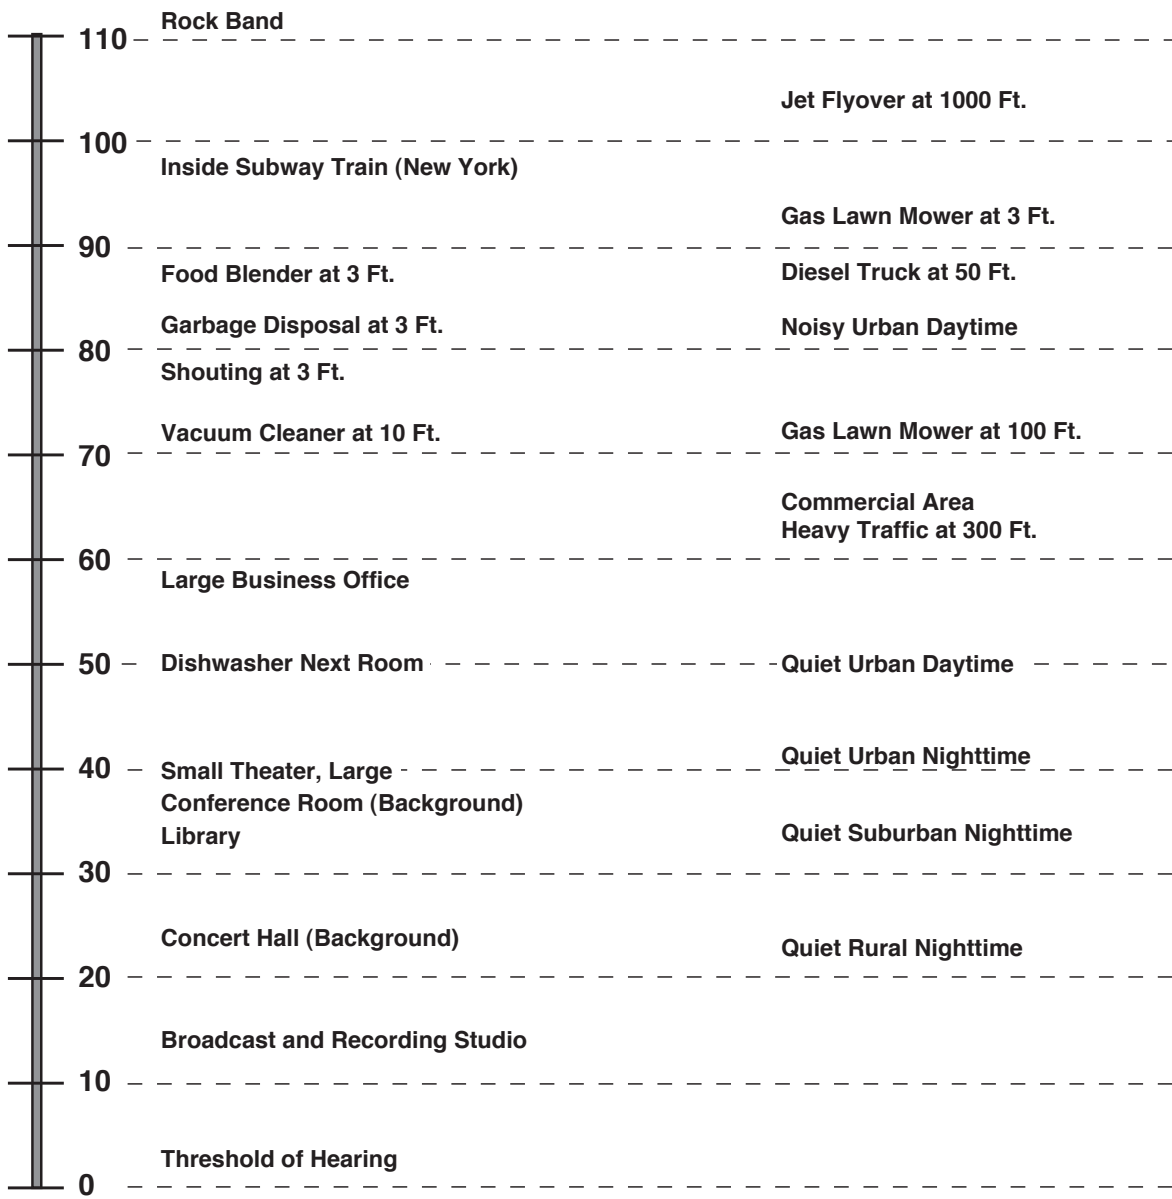 Rock Band
110
Jet Flyover at 1000 Ft.
100
Inside Subway Train (New York)
Gas Lawn Mower at 3 Ft.
90
Food Blender at 3 Ft.
Diesel Truck at 50 Ft.
Garbage Disposal at 3 Ft.
Noisy Urban Daytime
80
Shouting at 3 Ft.
Vacuum Cleaner at 10 Ft.
Gas Lawn Mower at 100 Ft.
70
Commercial Area
Heavy Traffic at 300 Ft.
60
Large Business Office
50
Dishwasher Next Room
Quiet Urban Daytime
Quiet Urban Nighttime
40
Small Theater, Large
Conference Room (Background)
Library
Quiet Suburban Nighttime
30
Concert Hall (Background)
Quiet Rural Nighttime
20
Broadcast and Recording Studio
10
Threshold of Hearing
0